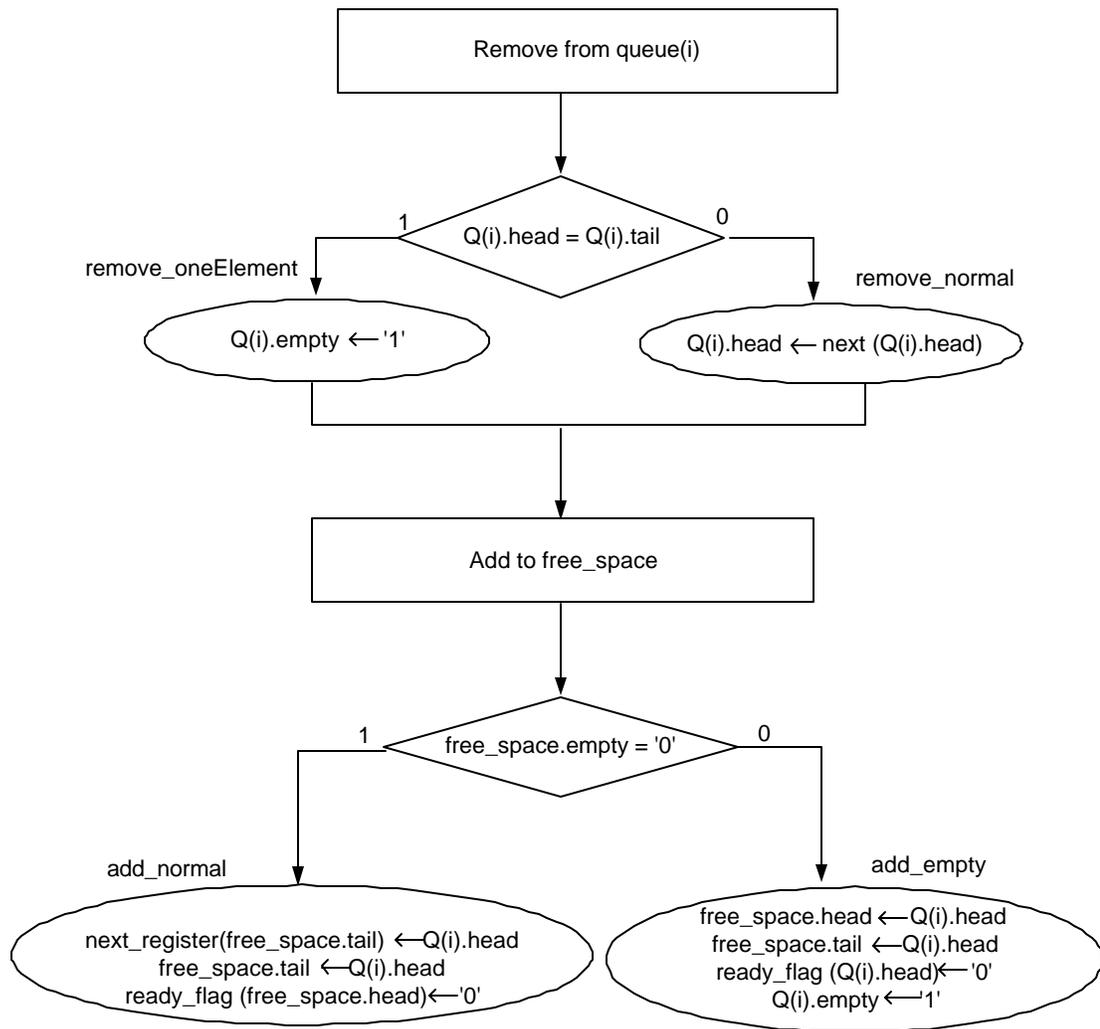 Remove from queue(i)
1
0
Q(i).head = Q(i).tail
remove_oneElement
remove_normal
Q(i).empty ← '1'
Q(i).head ← next (Q(i).head)
Add to free_space
1
0
free_space.empty = '0'
add_normal
add_empty
next_register(free_space.tail) ←Q(i).head
free_space.tail ←Q(i).head
ready_flag (free_space.head)←'0'
free_space.head ←Q(i).head
free_space.tail ←Q(i).head
ready_flag (Q(i).head)←'0'
Q(i).empty ←'1'